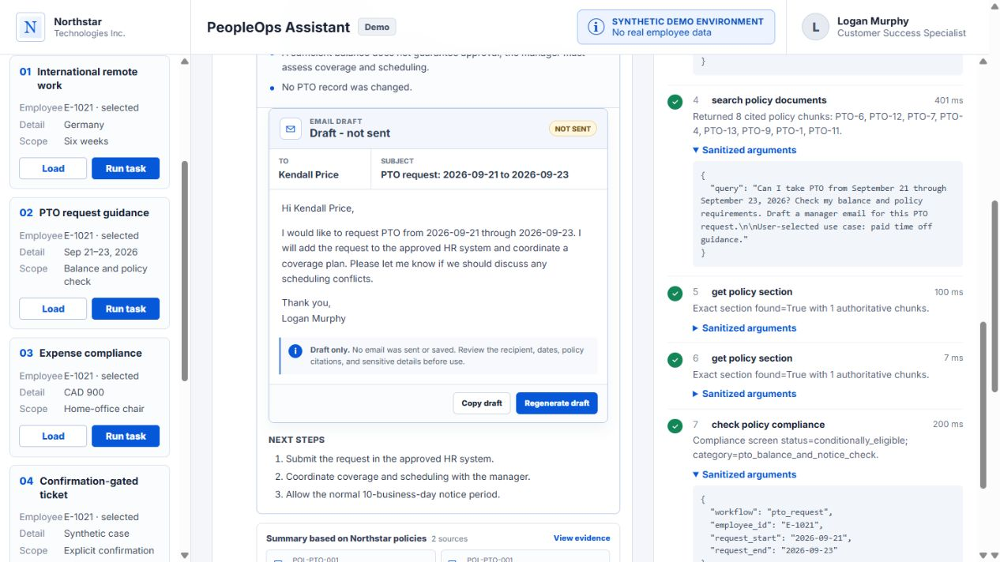 N
Northstar
Technologies Inc.
PeopleOps Assistant
Demo
SYNTHETIC DEMO ENVIRONMENT
No real employee data
L
Logan Murphy
Customer Success Specialist
01 International remote
work
Employee E-1021 · selected
Detail Germany
Scope Six weeks
Load
Run task
02 PTO request guidance
Employee E-1021 · selected
Detail Sep 21–23, 2026
Scope Balance and policy
check
Load
Run task
03 Expense compliance
Employee E-1021 · selected
Detail CAD 900
Scope Home-office chair
Load
Run task
04 Confirmation-gated
ticket
Employee E-1021 · selected
Detail Synthetic case
Scope Explicit confirmation
assess coverage and scheduling.
No PTO record was changed.
EMAIL DRAFT
Draft - not sent
NOT SENT
TO
Kendall Price
SUBJECT
PTO request: 2026-09-21 to 2026-09-23
Hi Kendall Price,
I would like to request PTO from 2026-09-21 through 2026-09-23. I
will add the request to the approved HR system and coordinate a
coverage plan. Please let me know if we should discuss any
scheduling conflicts.
Thank you,
Logan Murphy
Draft only. No email was sent or saved. Review the recipient, dates, policy
citations, and sensitive details before use.
Copy draft
Regenerate draft
NEXT STEPS
1. Submit the request in the approved HR system.
2. Coordinate coverage and scheduling with the manager.
3. Allow the normal 10-business-day notice period.
Summary based on Northstar policies 2 sources
View evidence
POL-PTO-001
POL-PTO-001
}
4 search policy documents 401 ms
Returned 8 cited policy chunks: PTO-6, PTO-12, PTO-7, PTO-
4, PTO-13, PTO-9, PTO-1, PTO-11.
▼ Sanitized arguments
{
"query": "Can I take PTO from September 21 through
September 23, 2026? Check my balance and policy
requirements. Draft a manager email for this PTO
request.\n\nUser-selected use case: paid time off
guidance."
}
5 get policy section 100 ms
Exact section found=True with 1 authoritative chunks.
▶ Sanitized arguments
6 get policy section 7 ms
Exact section found=True with 1 authoritative chunks.
▶ Sanitized arguments
7 check policy compliance 200 ms
Compliance screen status=conditionally_eligible;
category=pto_balance_and_notice_check.
▼ Sanitized arguments
{
"workflow": "pto_request",
"employee_id": "E-1021",
"request_start": "2026-09-21",
"request_end": "2026-09-23"